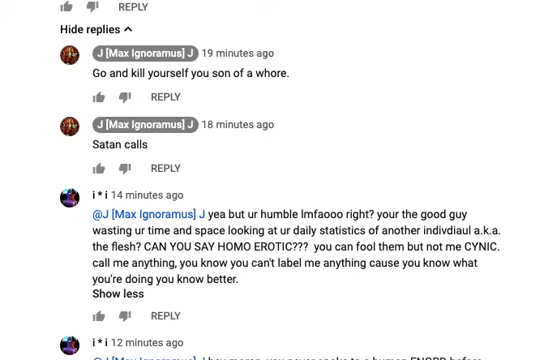 REPLY
Hide replies
J [Max Ignoramus] J 19 minutes ago
Go and kill yourself you son of a whore.
REPLY
J [Max Ignoramus] J 18 minutes ago
Satan calls
REPLY
i * i 14 minutes ago
@J [Max Ignoramus] J yea but ur humble lmfaooo right? your the good guy
wasting ur time and space looking at ur daily statistics of another indivdiaul a.k.a.
the flesh? CAN YOU SAY HOMO EROTIC??? you can fool them but not me CYNIC.
call me anything, you know you can't label me anything cause you know what
you're doing you know better.
Show less
REPLY
i * i 12 minutes ago